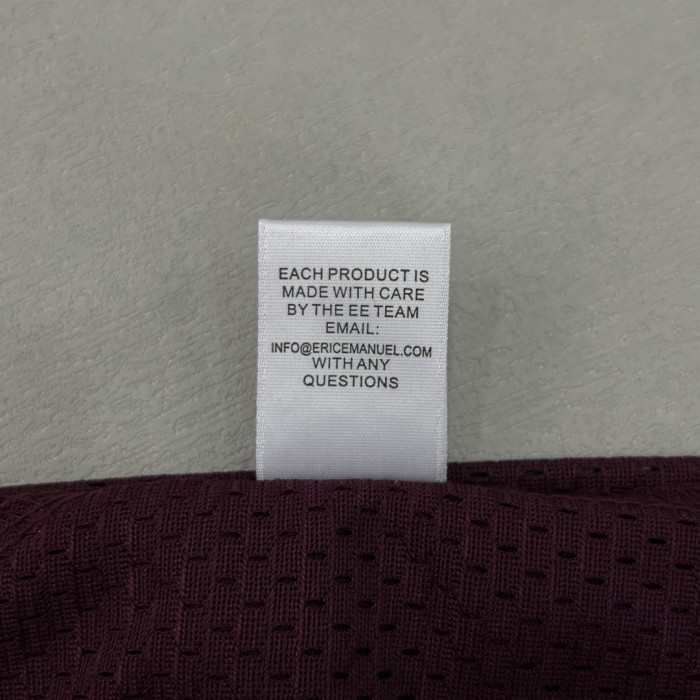 EACH PRODUCT IS
MADE WITH CARE
BY THE EE TEAM
EMAIL:
INFO@ERICEMANUEL.COM
WITH ANY
QUESTIONS